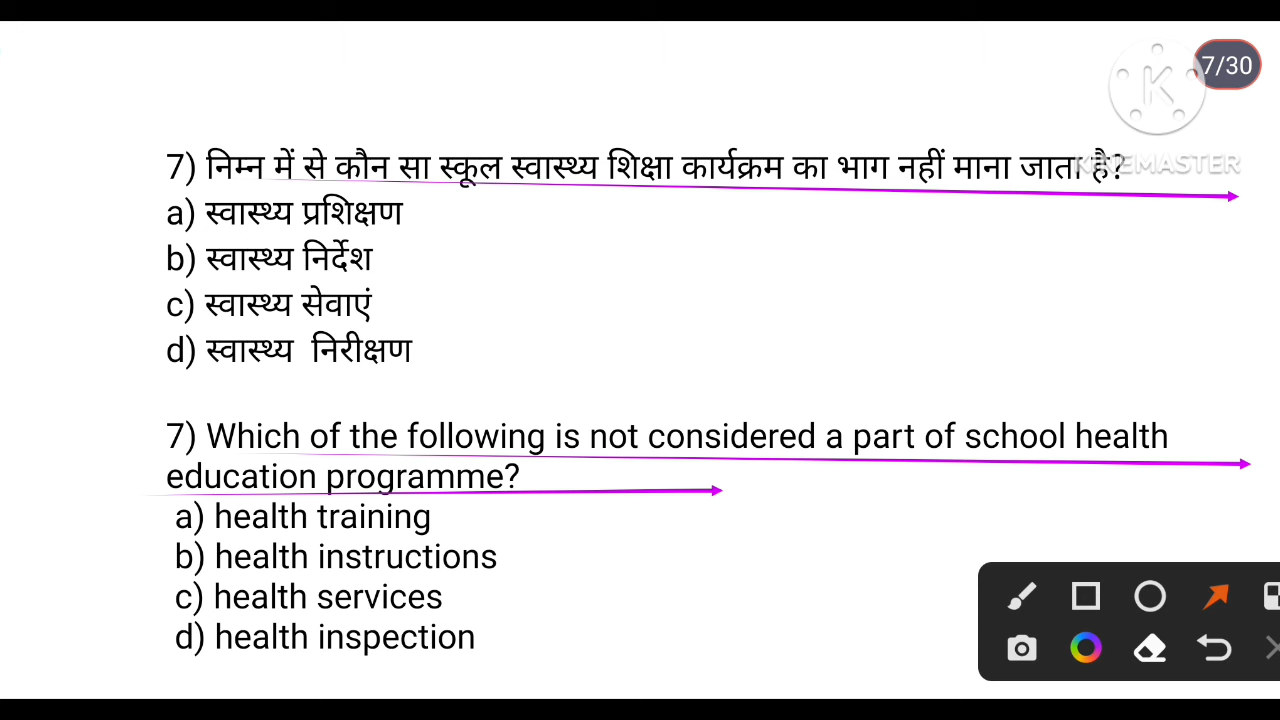 7/30
7) निम्न में से कौन सा स्कूल स्वास्थ्य शिक्षा कार्यक्रम का भाग नहीं माना जाता है?
KINEMASTER
a) स्वास्थ्य प्रशिक्षण
b) स्वास्थ्य निर्देश
c) स्वास्थ्य सेवाएं
d) स्वास्थ्य निरीक्षण
7) Which of the following is not considered a part of school health
education programme?
a) health training
b) health instructions
c) health services
d) health inspection